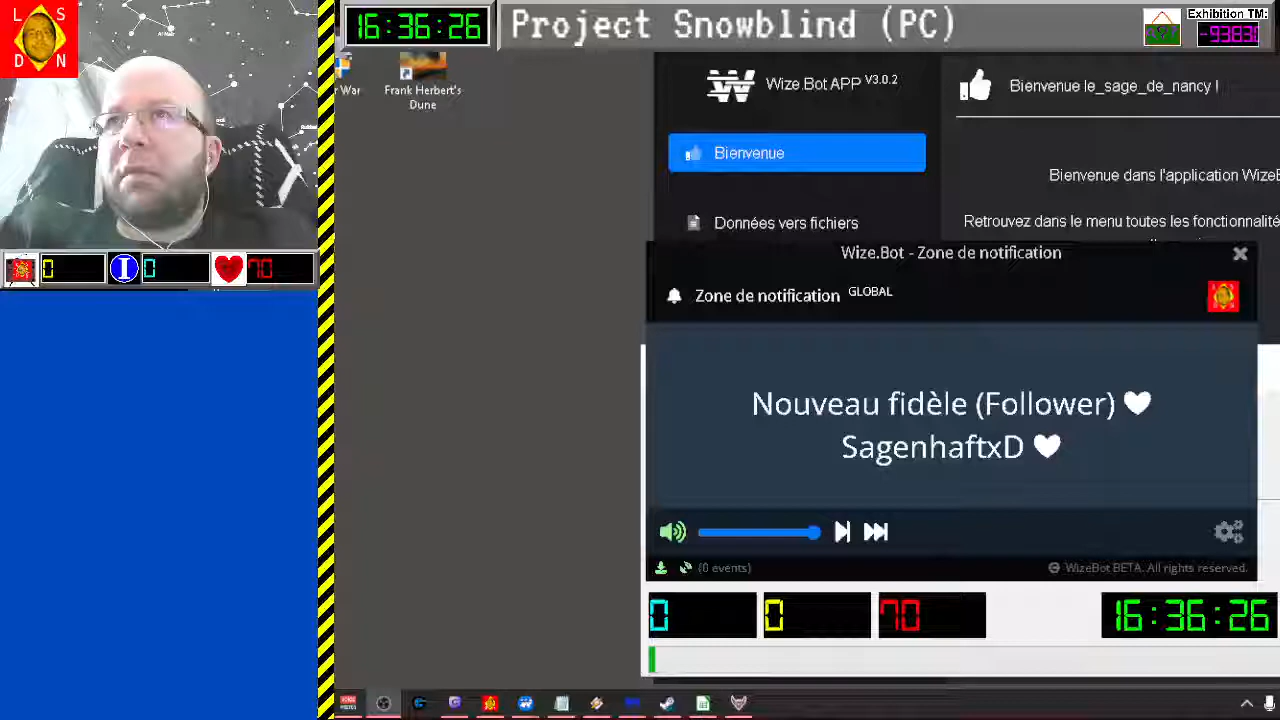 L S
D N
16:36:26
Project Snowblind (PC)
Exhibition TM:
r War
Frank Herbert's
Dune
Wize.Bot APP V3.0.2
Bienvenue le_sage_de_nancy !
Bienvenue
Bienvenue dans l'application WizeB
Données vers fichiers
Retrouvez dans le menu toutes les fonctionnalité
Wize.Bot - Zone de notification
Zone de notification GLOBAL
0
I
0
70
Nouveau fidèle (Follower)
SagenhaftxD
(0 events)
WizeBot BETA. All rights reserved.
0
0
70
16:36:26